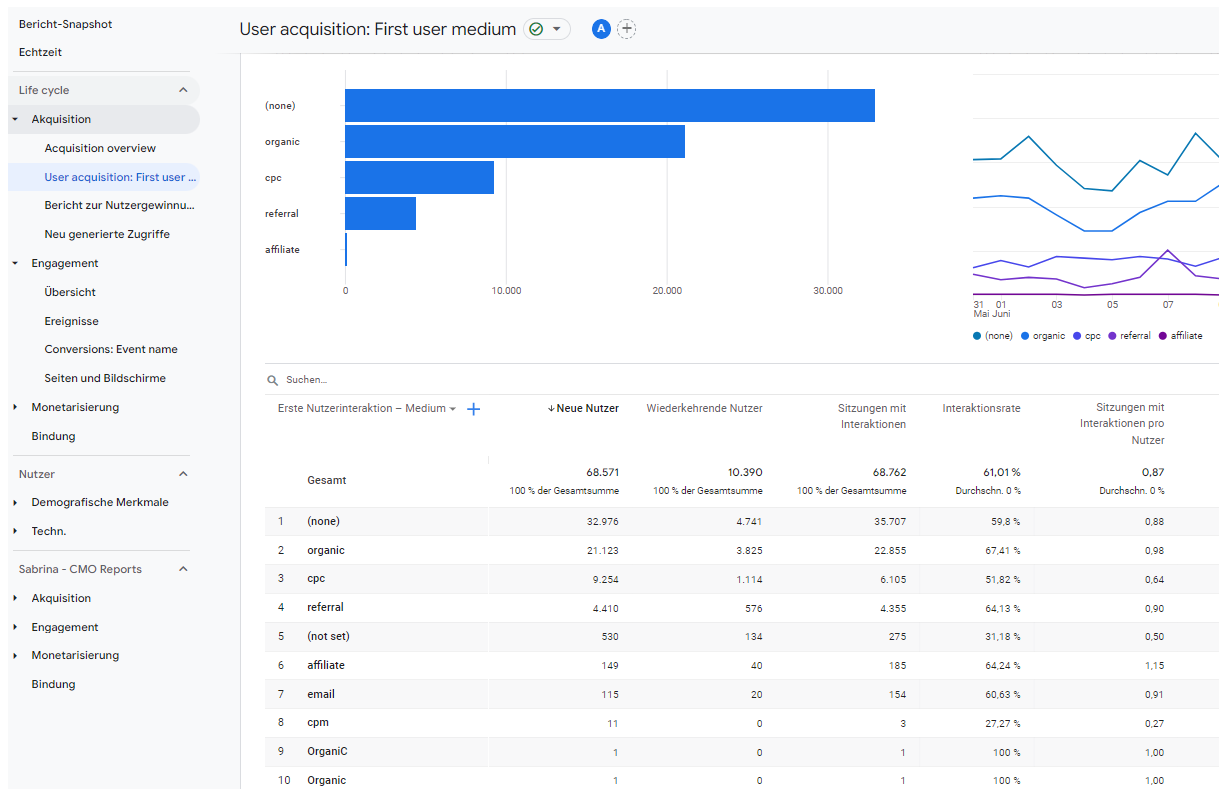 Bericht-Snapshot
Echtzeit
Life cycle
Akquisition
Acquisition overview
User acquisition: First user ...
Bericht zur Nutzergewinnu...
Neu generierte Zugriffe
Engagement
Übersicht
Ereignisse
Conversions: Event name
Seiten und Bildschirme
Monetarisierung
Bindung
Nutzer
Demografische Merkmale
Techn.
Sabrina - CMO Reports
Akquisition
Engagement
Monetarisierung
Bindung
User acquisition: First user medium
A
(none)
organic
cpc
referral
affiliate
0 10.000 20.000 30.000
31 01 03 05 07
Mai Juni
(none) organic cpc referral affiliate
Suchen...
Erste Nutzerinteraktion – Medium
Neue Nutzer
Wiederkehrende Nutzer
Sitzungen mit
Interaktionen
Interaktionsrate
Sitzungen mit
Interaktionen pro
Nutzer
Gesamt
68.571 10.390 68.762 61,01 % 0,87
100 % der Gesamtsumme 100 % der Gesamtsumme 100 % der Gesamtsumme Durchschn. 0 % Durchschn. 0 %
1 (none) 32.976 4.741 35.707 59,8 % 0,88
2 organic 21.123 3.825 22.855 67,41 % 0,98
3 cpc 9.254 1.114 6.105 51,82 % 0,64
4 referral 4.410 576 4.355 64,13 % 0,90
5 (not set) 530 134 275 31,18 % 0,50
6 affiliate 149 40 185 64,24 % 1,15
7 email 115 20 154 60,63 % 0,91
8 cpm 11 0 3 27,27 % 0,27
9 OrganiC 1 0 1 100 % 1,00
10 Organic 1 0 1 100 % 1,00